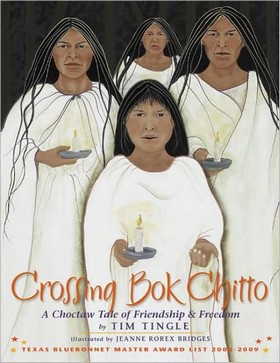 Crossing Bok Chitto
A Choctaw Tale of Friendship & Freedom
by TIM TINGLE
illustrated by JEANNE ROREX BRIDGES
TEXAS BLUEBONNET MASTER AWARD LIST 2008-2009